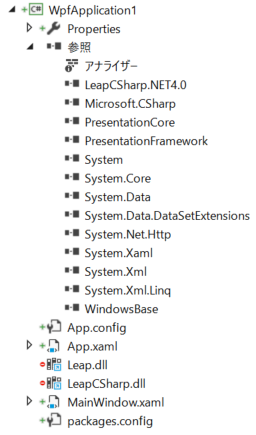 WpfApplication1
Properties
参照
アナライザー
LeapCSharp.NET4.0
Microsoft.CSharp
PresentationCore
PresentationFramework
System
System.Core
System.Data
System.Data.DataSetExtensions
System.Net.Http
System.Xaml
System.Xml
System.Xml.Linq
WindowsBase
App.config
App.xaml
Leap.dll
LeapCSharp.dll
MainWindow.xaml
packages.config